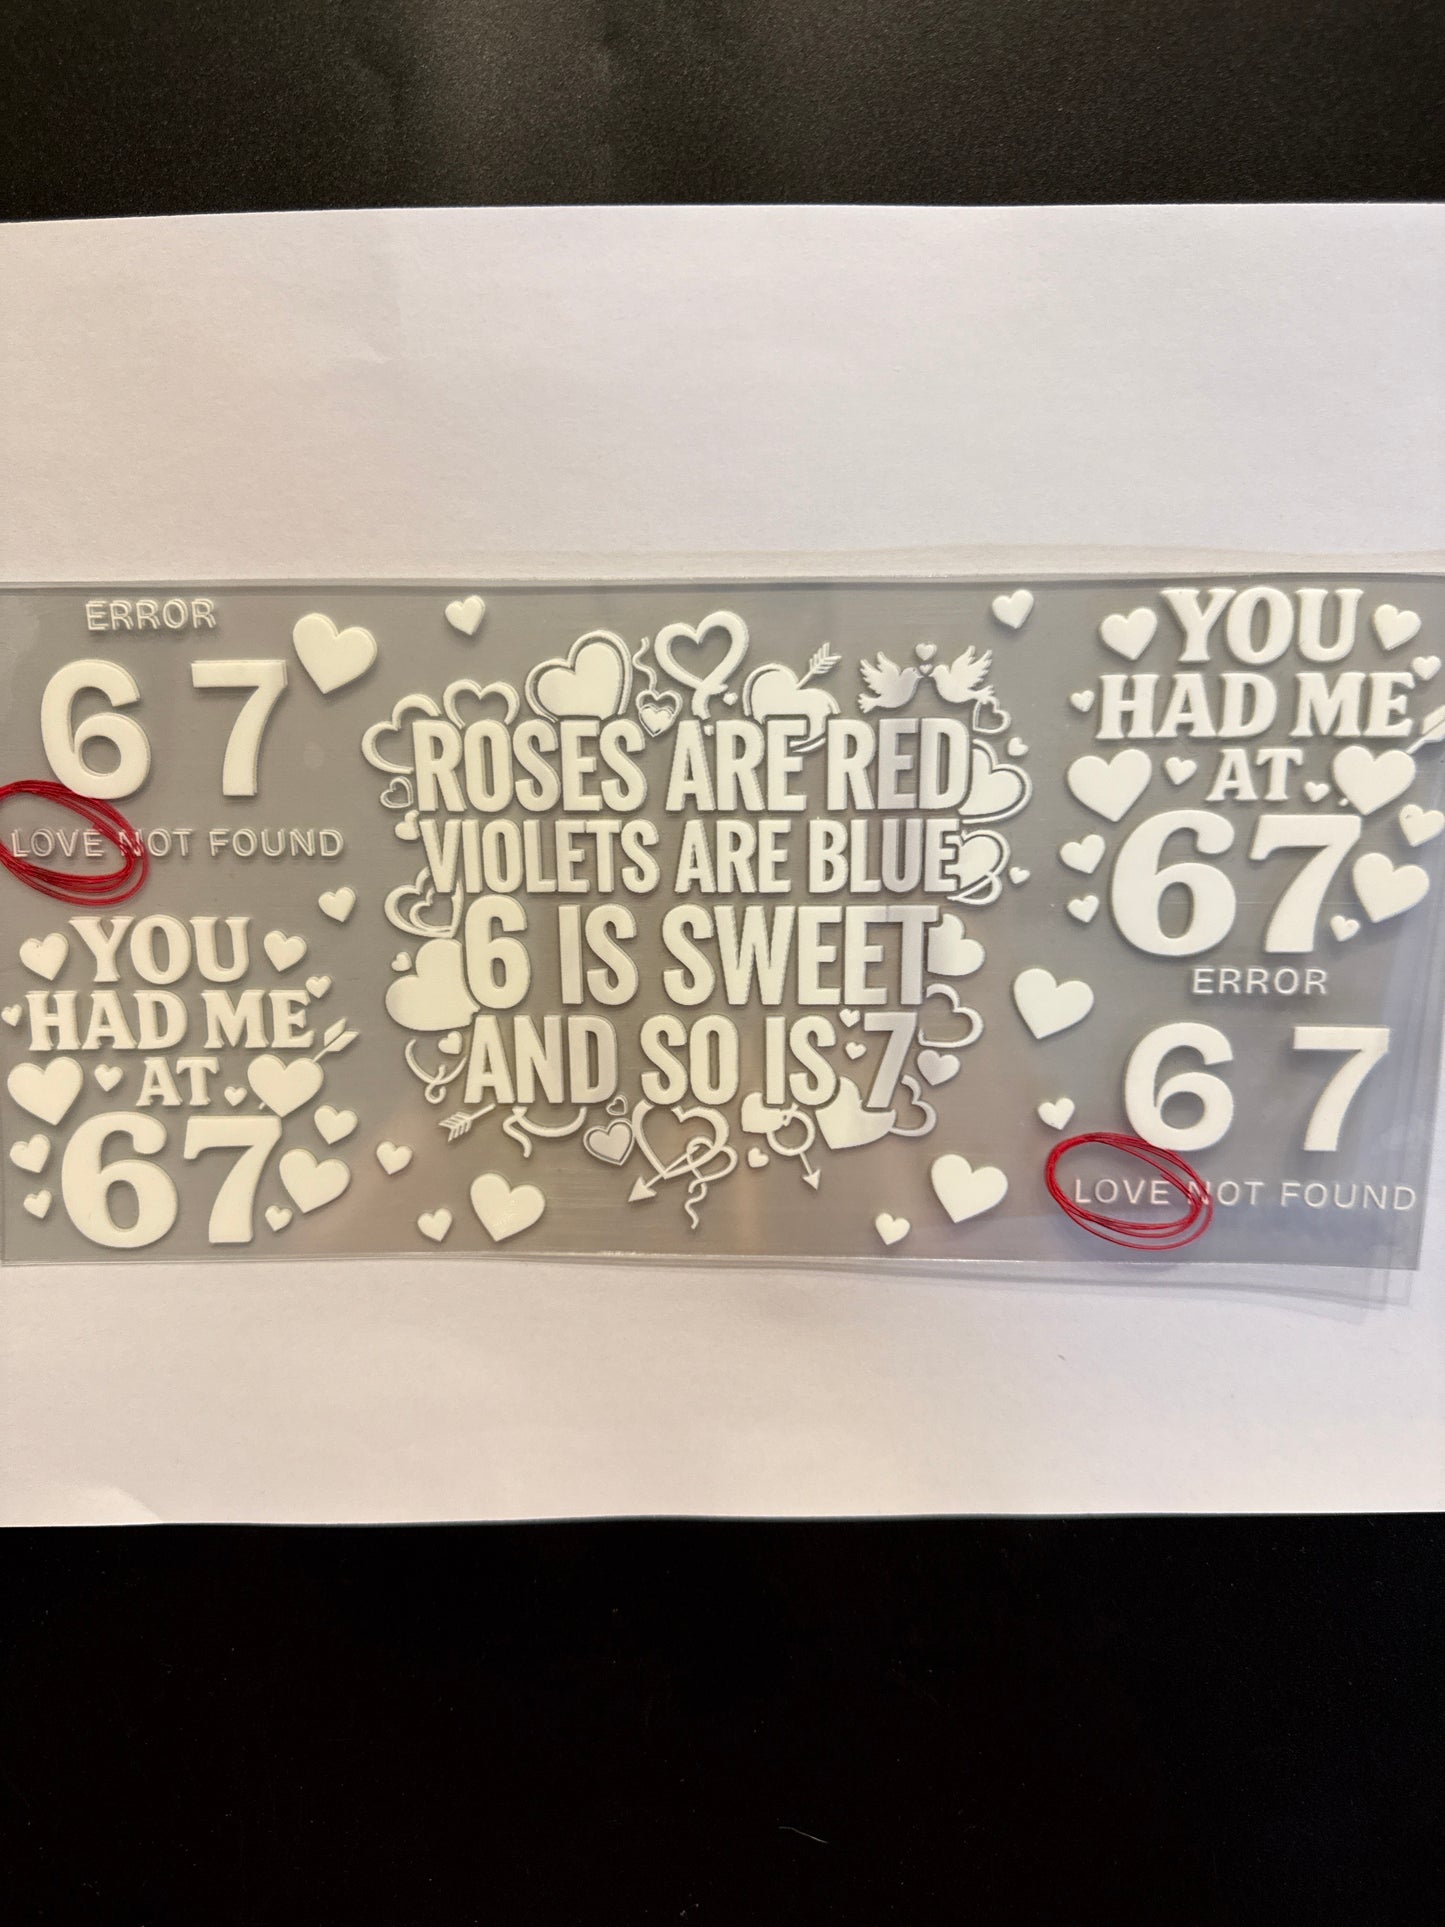 ERROR
6 7
LOVE NOT FOUND
YOU
HAD ME
AT
67
ROSES ARE RED
VIOLETS ARE BLUE
6 IS SWEET
AND SO IS 7
YOU
HAD ME
AT
67
ERROR
6 7
LOVE NOT FOUND